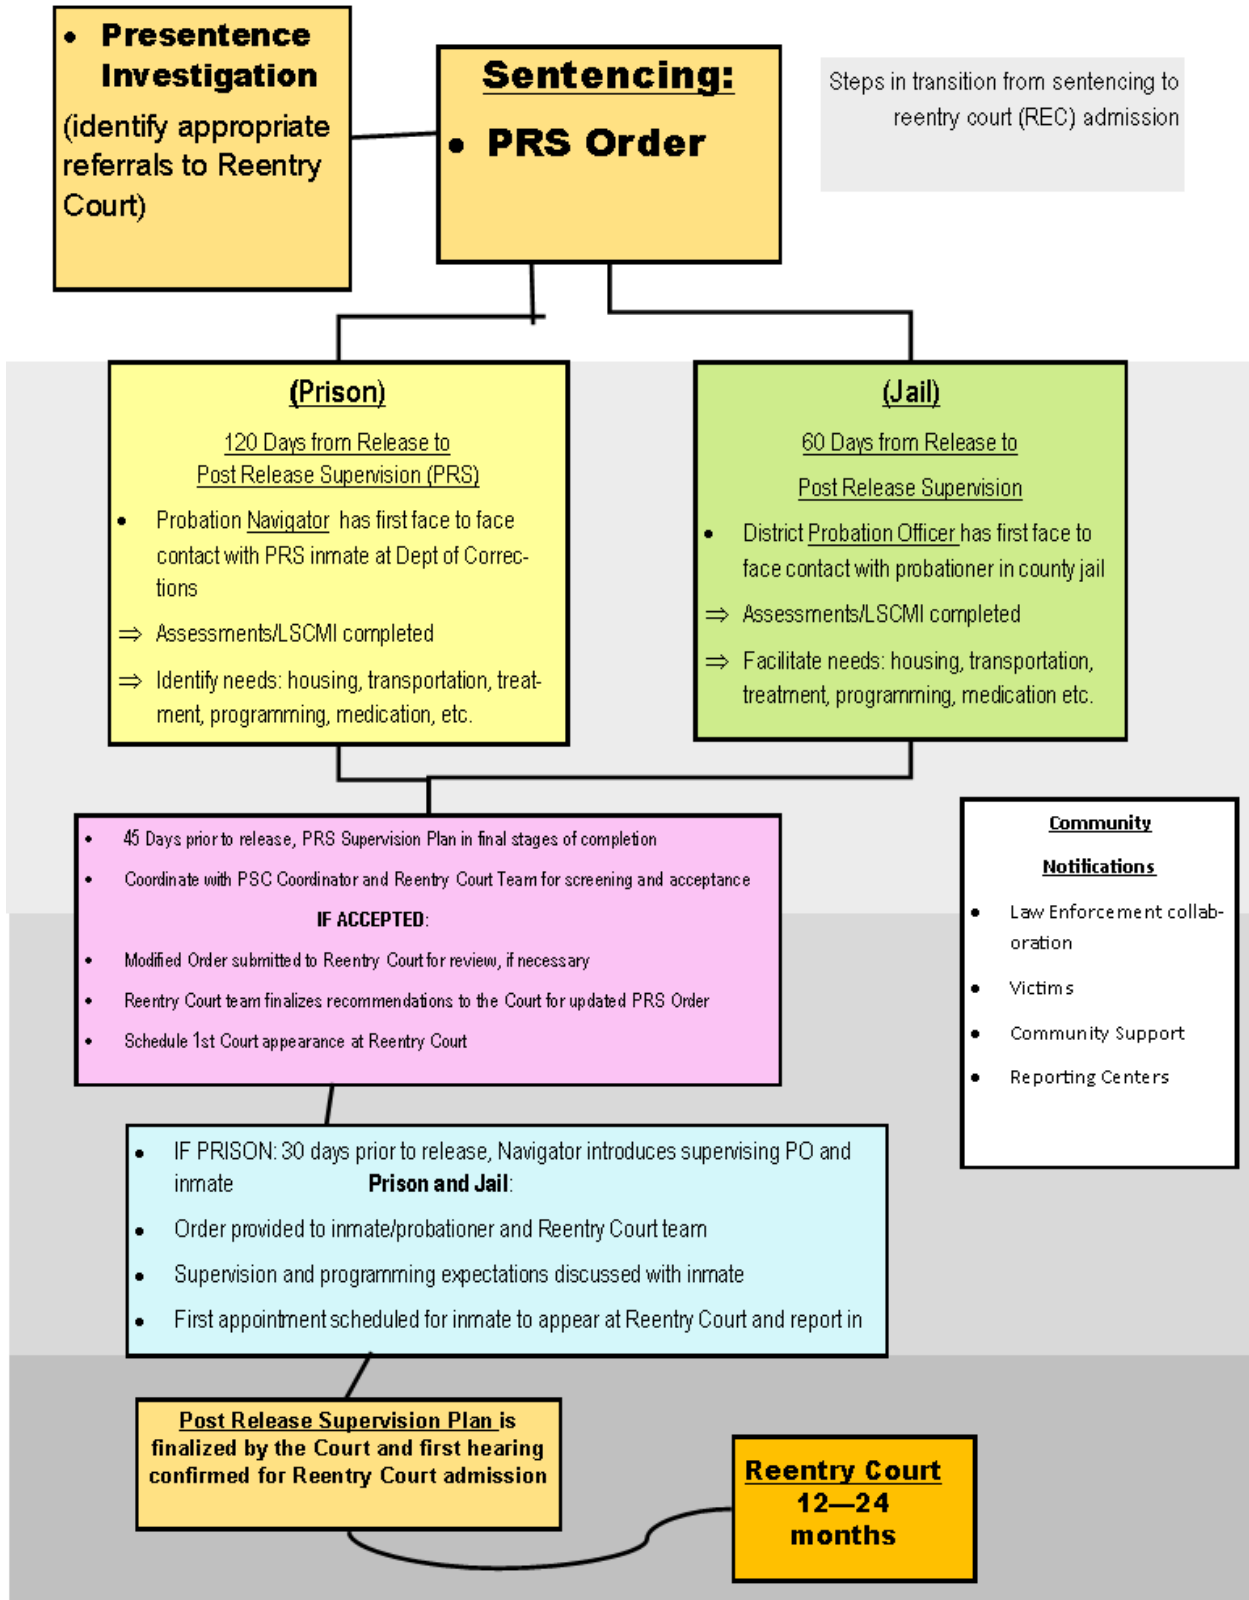 • Presentence
Investigation
(identify appropriate
referrals to Reentry
Court)
Sentencing:
• PRS Order
Steps in transition from sentencing to
reentry court (REC) admission
(Prison)
120 Days from Release to
Post Release Supervision (PRS)
• Probation Navigator has first face to face
contact with PRS inmate at Dept of Correc-
tions
⇒ Assessments/LSCMI completed
⇒ Identify needs: housing, transportation, treat-
ment, programming, medication, etc.
(Jail)
60 Days from Release to
Post Release Supervision
• District Probation Officer has first face to
face contact with probationer in county jail
⇒ Assessments/LSCMI completed
⇒ Facilitate needs: housing, transportation,
treatment, programming, medication etc.
• 45 Days prior to release, PRS Supervision Plan in final stages of completion
• Coordinate with PSC Coordinator and Reentry Court Team for screening and acceptance
IF ACCEPTED:
• Modified Order submitted to Reentry Court for review, if necessary
• Reentry Court team finalizes recommendations to the Court for updated PRS Order
• Schedule 1st Court appearance at Reentry Court
Community
Notifications
• Law Enforcement collab-
oration
• Victims
• Community Support
• Reporting Centers
• IF PRISON: 30 days prior to release, Navigator introduces supervising PO and
inmate Prison and Jail:
• Order provided to inmate/probationer and Reentry Court team
• Supervision and programming expectations discussed with inmate
• First appointment scheduled for inmate to appear at Reentry Court and report in
Post Release Supervision Plan is
finalized by the Court and first hearing
confirmed for Reentry Court admission
Reentry Court
12—24
months